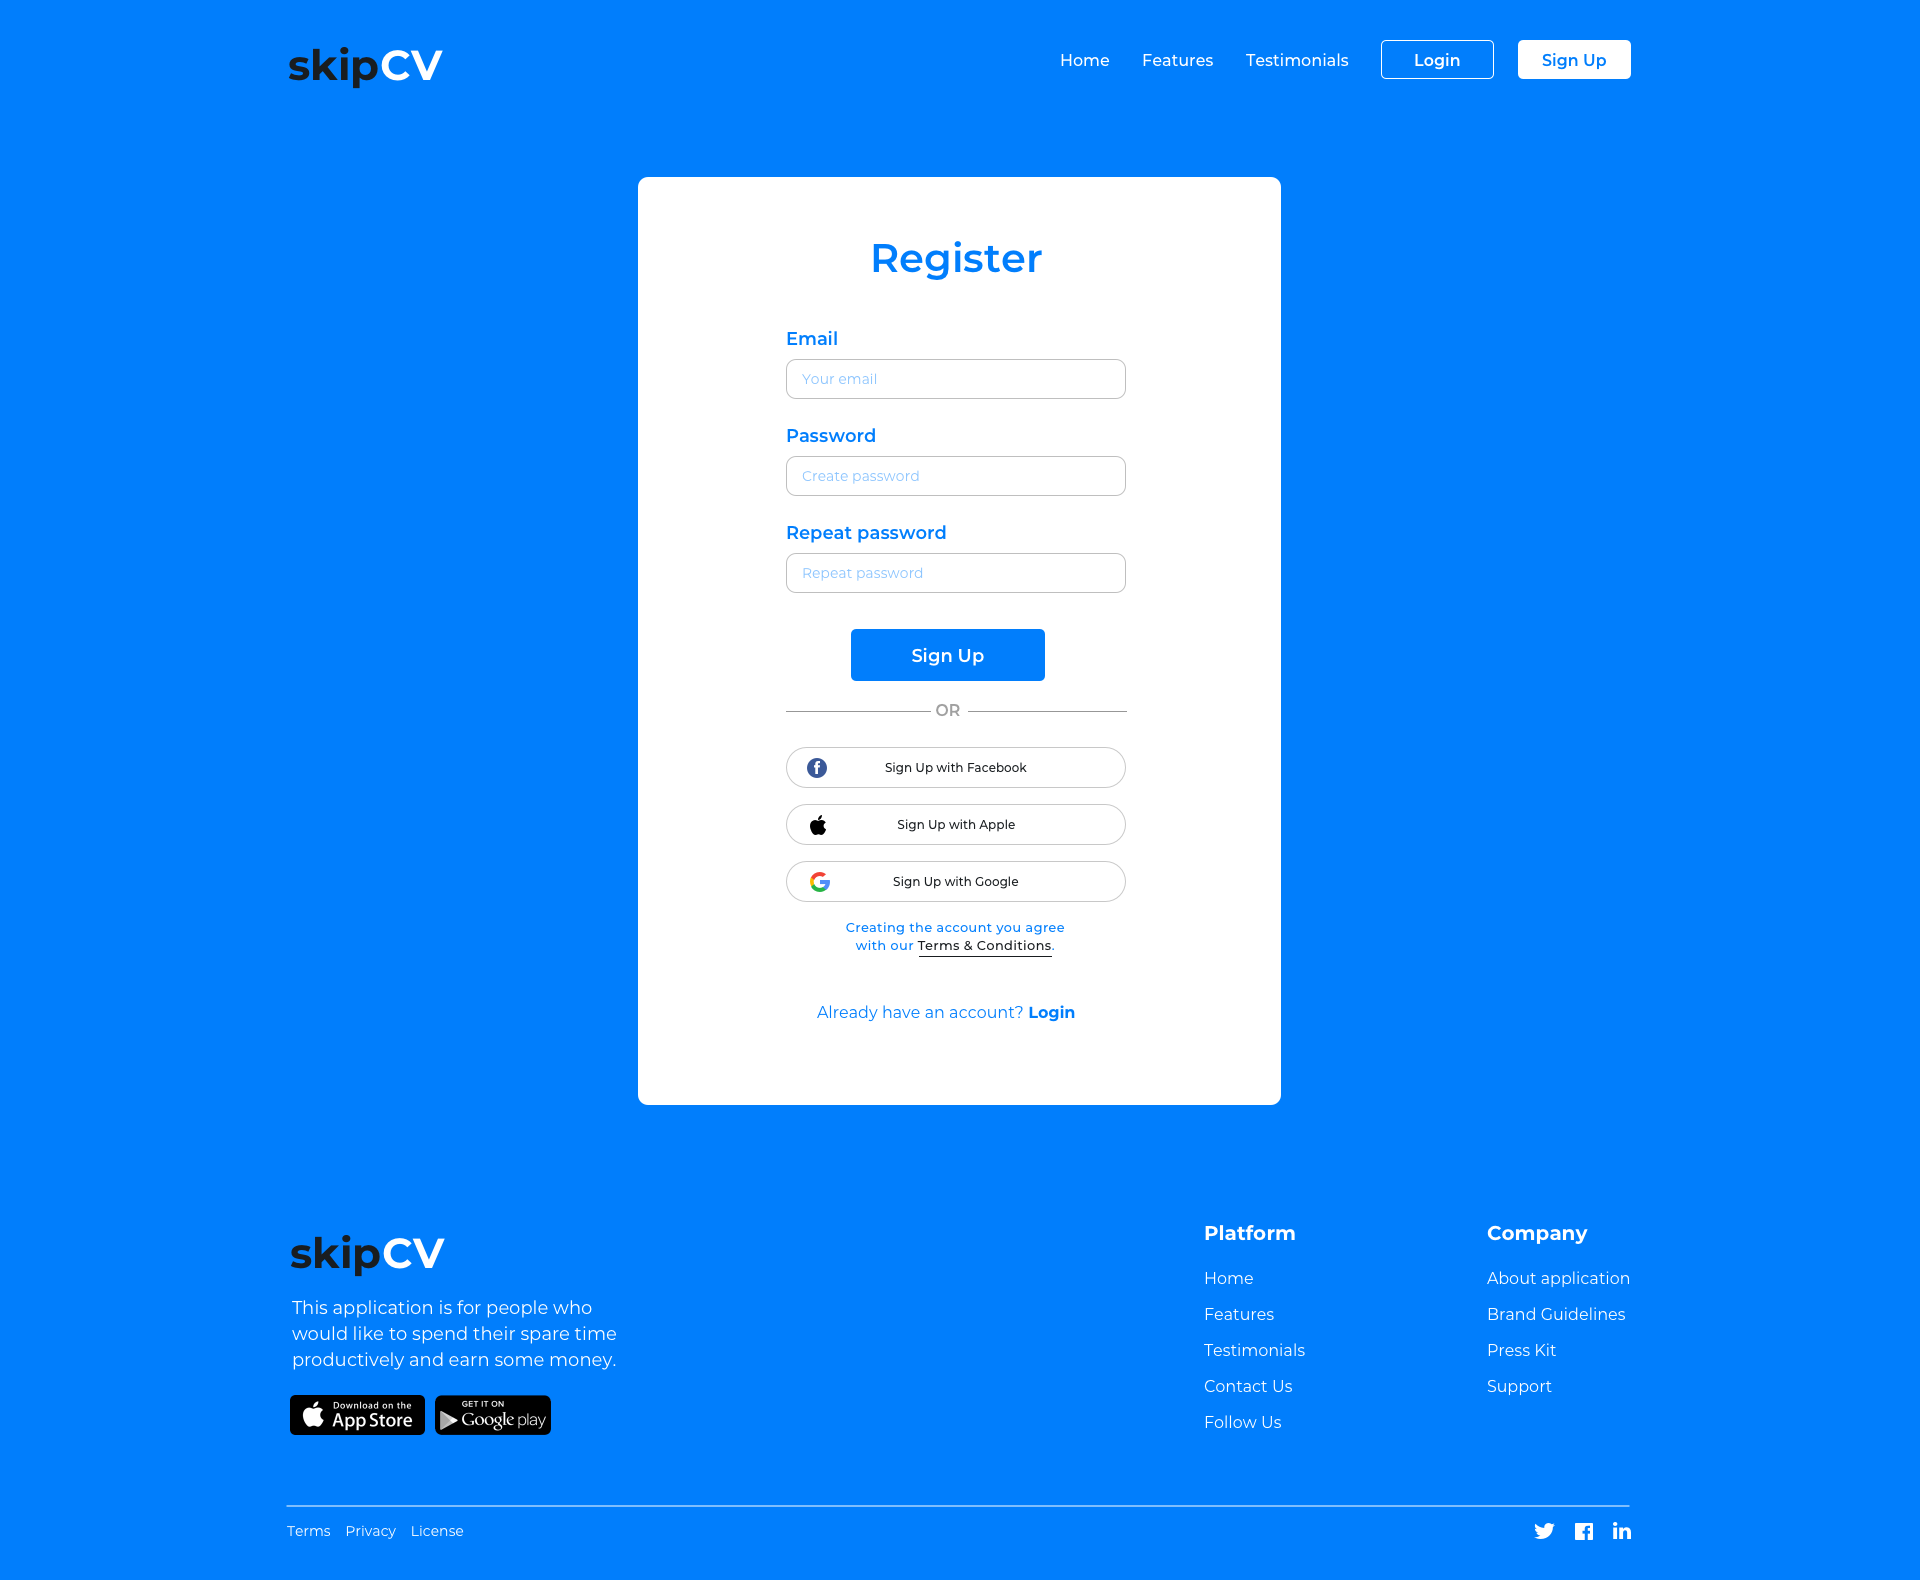 skipCV
Home Features Testimonials Login Sign Up
Register
Email
Your email
Password
Create password
Repeat password
Repeat password
Sign Up
OR
Sign Up with Facebook
Sign Up with Apple
Sign Up with Google
Creating the account you agree
with our Terms & Conditions.
Already have an account? Login
skipCV
This application is for people who
would like to spend their spare time
productively and earn some money.
Download on the
App Store
GET IT ON
Google play
Platform
Home
Features
Testimonials
Contact Us
Follow Us
Company
About application
Brand Guidelines
Press Kit
Support
Terms Privacy License